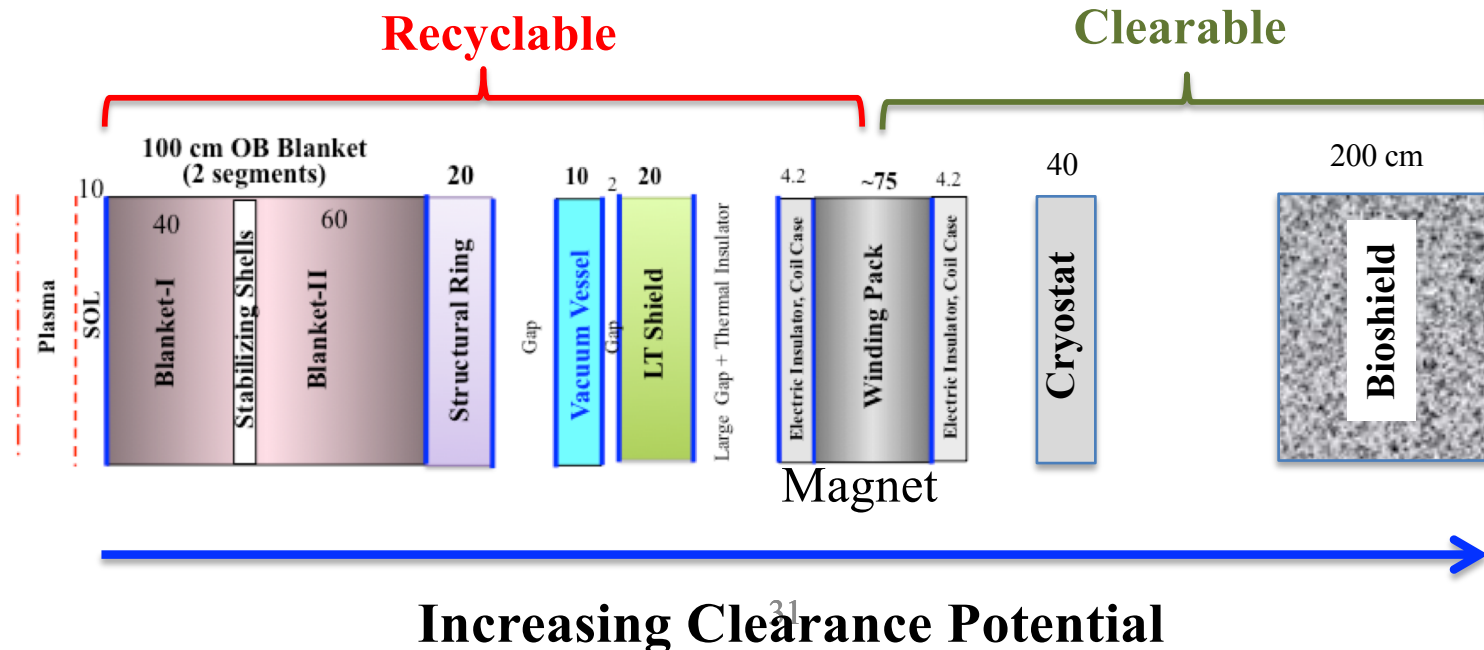 Recyclable
Clearable
100 cm OB Blanket
(2 segments)
10
40
60
20
10
2
20
4.2
~75
4.2
40
200 cm
Plasma
SOL
Blanket-I
Stabilizing Shells
Blanket-II
Structural Ring
Gap
Vacuum Vessel
Gap
LT Shield
Large Gap + Thermal Insulator
Electric Insulator, Coil Case
Winding Pack
Electric Insulator, Coil Case
Cryostat
Bioshield
Magnet
Increasing Clearance Potential
31